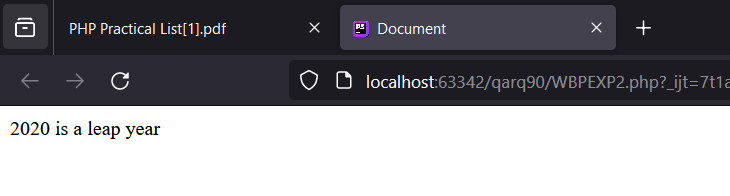 PHP Practical List[1].pdf
Document
localhost:63342/qarq90/WBPEXP2.php?_ijt=7t1a
2020 is a leap year